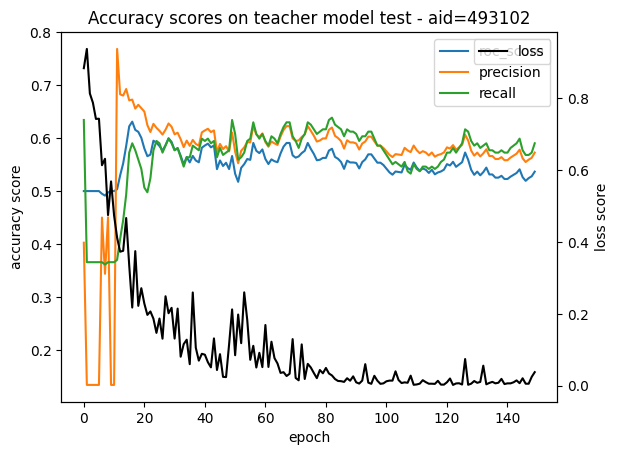 Accuracy scores on teacher model test - aid=493102
loss
precision
recall
accuracy score
0.8
0.7
0.6
0.5
0.4
0.3
0.2
loss score
0.8
0.6
0.4
0.2
0.0
0 20 40 60 80 100 120 140
epoch